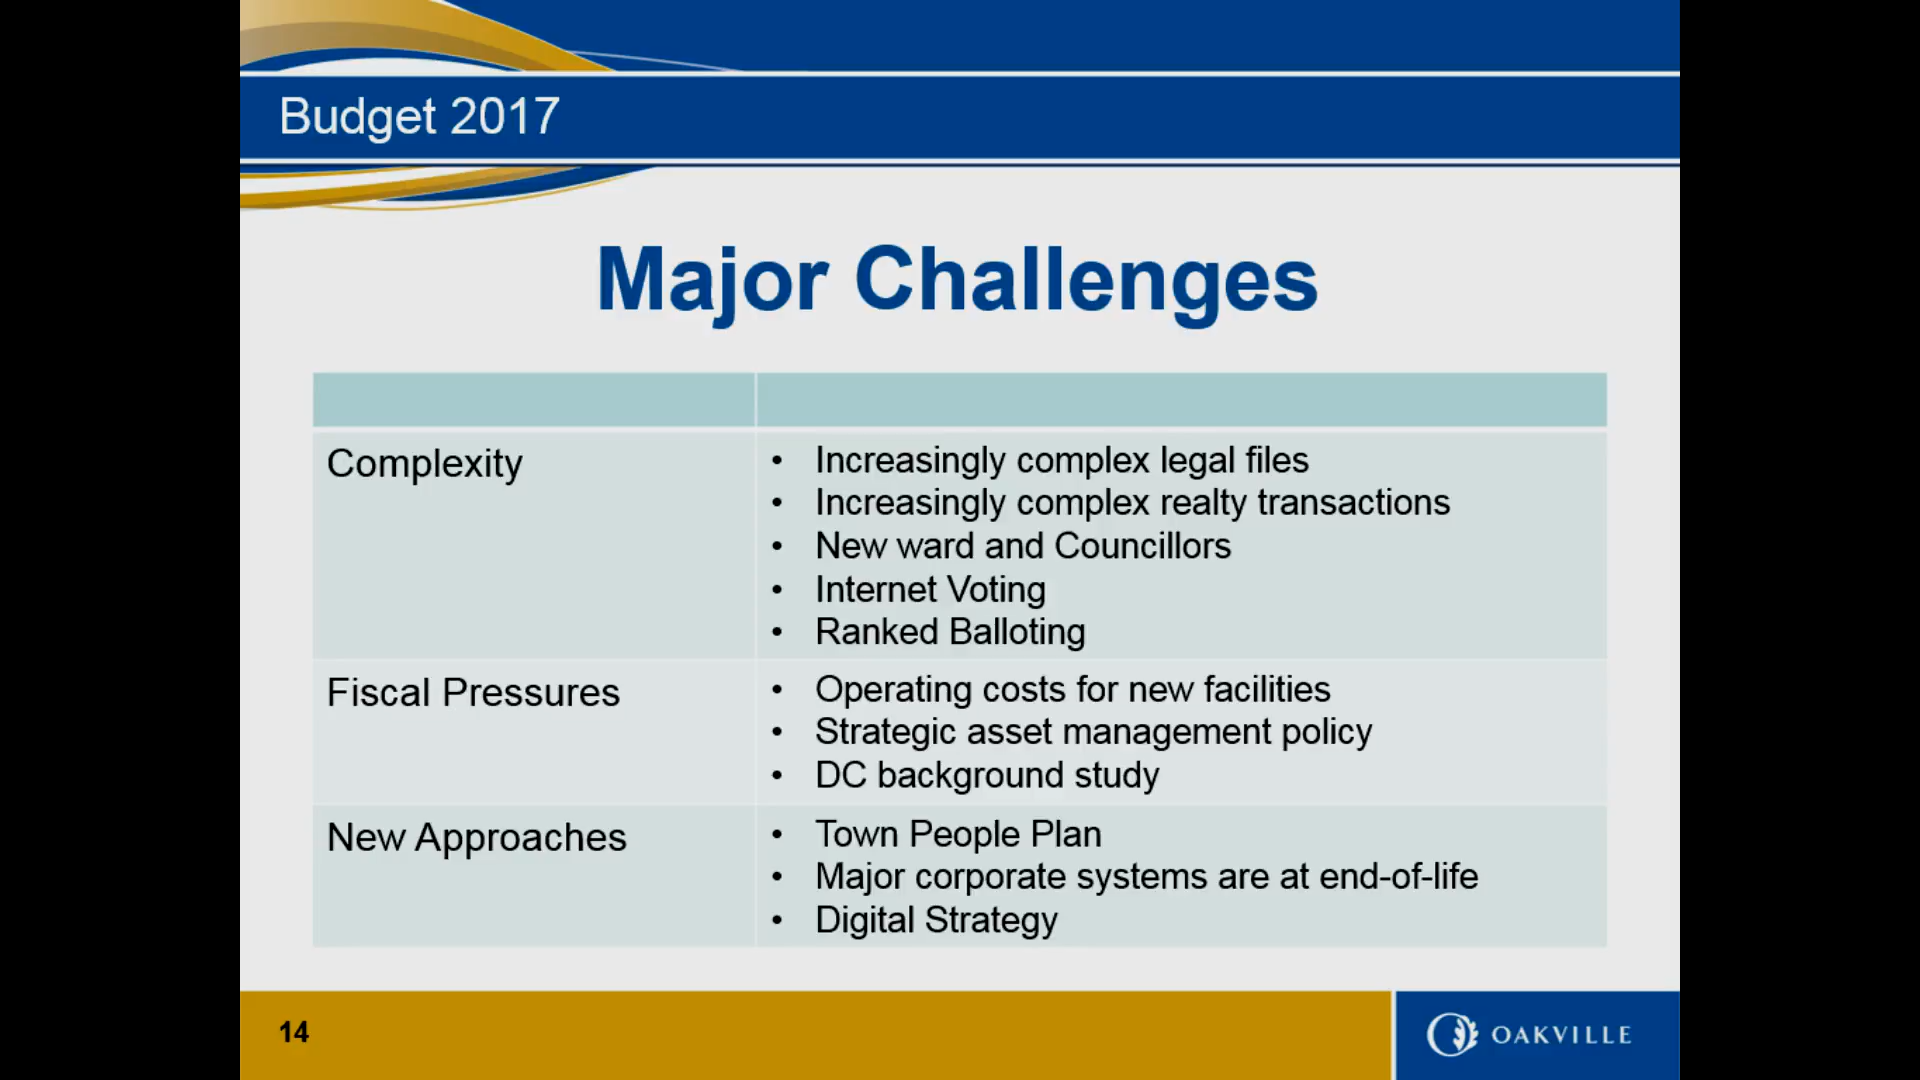 Budget 2017
Major Challenges
Complexity
• Increasingly complex legal files
• Increasingly complex realty transactions
• New ward and Councillors
• Internet Voting
• Ranked Balloting
Fiscal Pressures
• Operating costs for new facilities
• Strategic asset management policy
• DC background study
New Approaches
• Town People Plan
• Major corporate systems are at end-of-life
• Digital Strategy
14
OAKVILLE